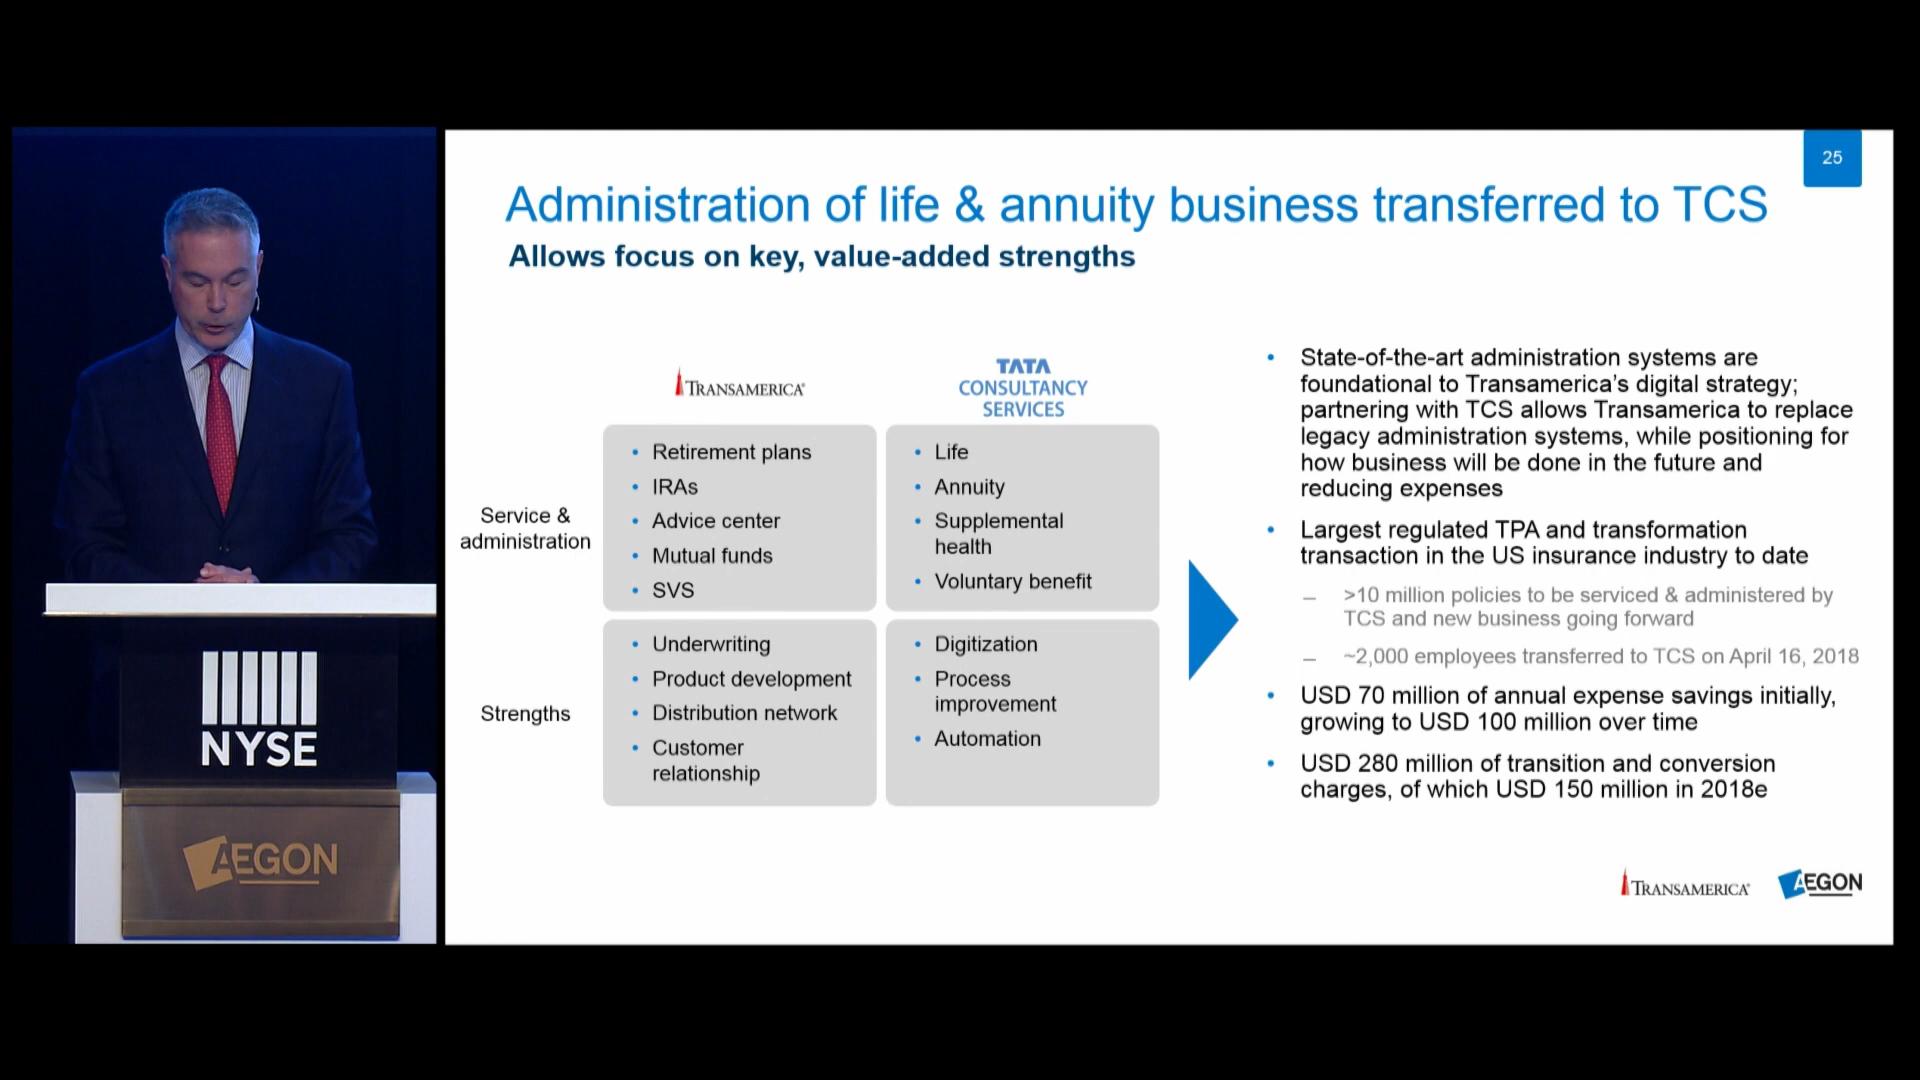 25
Administration of life & annuity business transferred to TCS
Allows focus on key, value-added strengths
TRANSAMERICA®
TATA
CONSULTANCY
SERVICES
Service &
administration
• Retirement plans
• IRAs
• Advice center
• Mutual funds
• SVS
• Life
• Annuity
• Supplemental
health
• Voluntary benefit
Strengths
• Underwriting
• Product development
• Distribution network
• Customer
relationship
• Digitization
• Process
improvement
• Automation
• State-of-the-art administration systems are
foundational to Transamerica’s digital strategy;
partnering with TCS allows Transamerica to replace
legacy administration systems, while positioning for
how business will be done in the future and
reducing expenses
• Largest regulated TPA and transformation
transaction in the US insurance industry to date
– >10 million policies to be serviced & administered by
TCS and new business going forward
– ~2,000 employees transferred to TCS on April 16, 2018
• USD 70 million of annual expense savings initially,
growing to USD 100 million over time
• USD 280 million of transition and conversion
charges, of which USD 150 million in 2018e
TRANSAMERICA®
AEGON
NYSE
AEGON